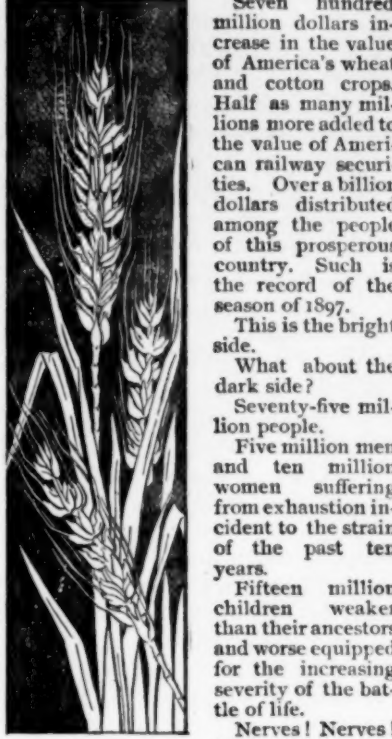 Seven hundred
million dollars in-
crease in the value
of America's wheat
and cotton crops.
Half as many mil-
lions more added to
the value of Ameri-
can railway securi-
ties. Over a billion
dollars distributed
among the people
of this prosperous
country. Such is
the record of the
season of 1897.
This is the bright
side.
What about the
dark side?
Seventy-five mil-
lion people.
Five million men
and ten million
women suffering
from exhaustion in-
cident to the strain
of the past ten
years.
Fifteen million
children weaker
than their ancestors
and worse equipped
for the increasing
severity of the bat-
tle of life.
Nerves! Nerves!